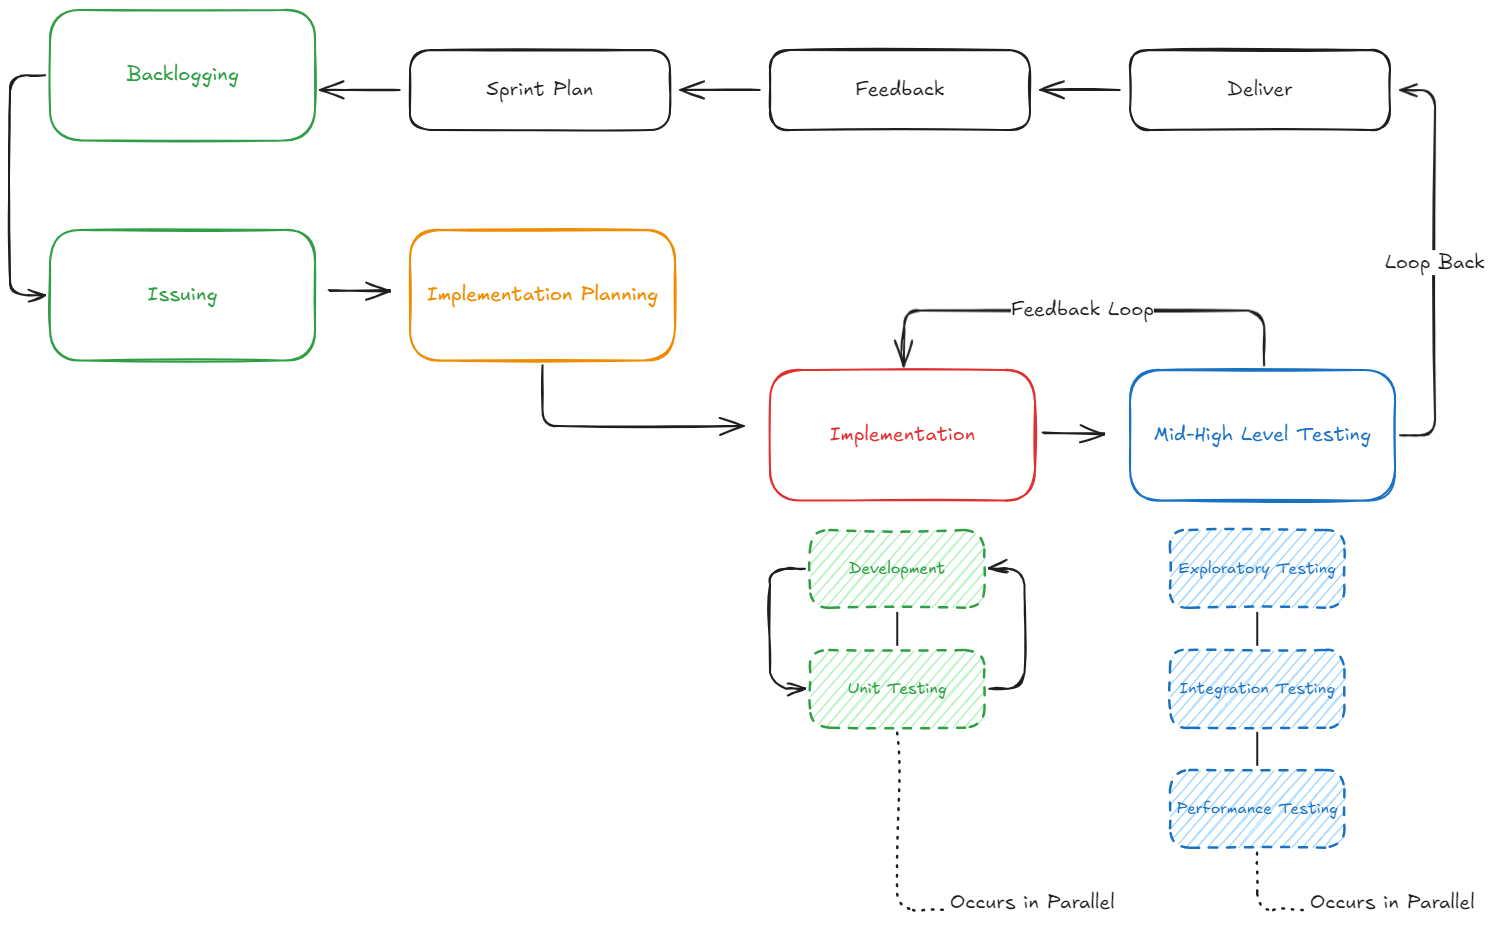 Backlogging
Sprint Plan
Feedback
Deliver
Loop Back
Issuing
Implementation Planning
Feedback Loop
Implementation
Mid-High Level Testing
Development
Exploratory Testing
Unit Testing
Integration Testing
Performance Testing
Occurs in Parallel
Occurs in Parallel